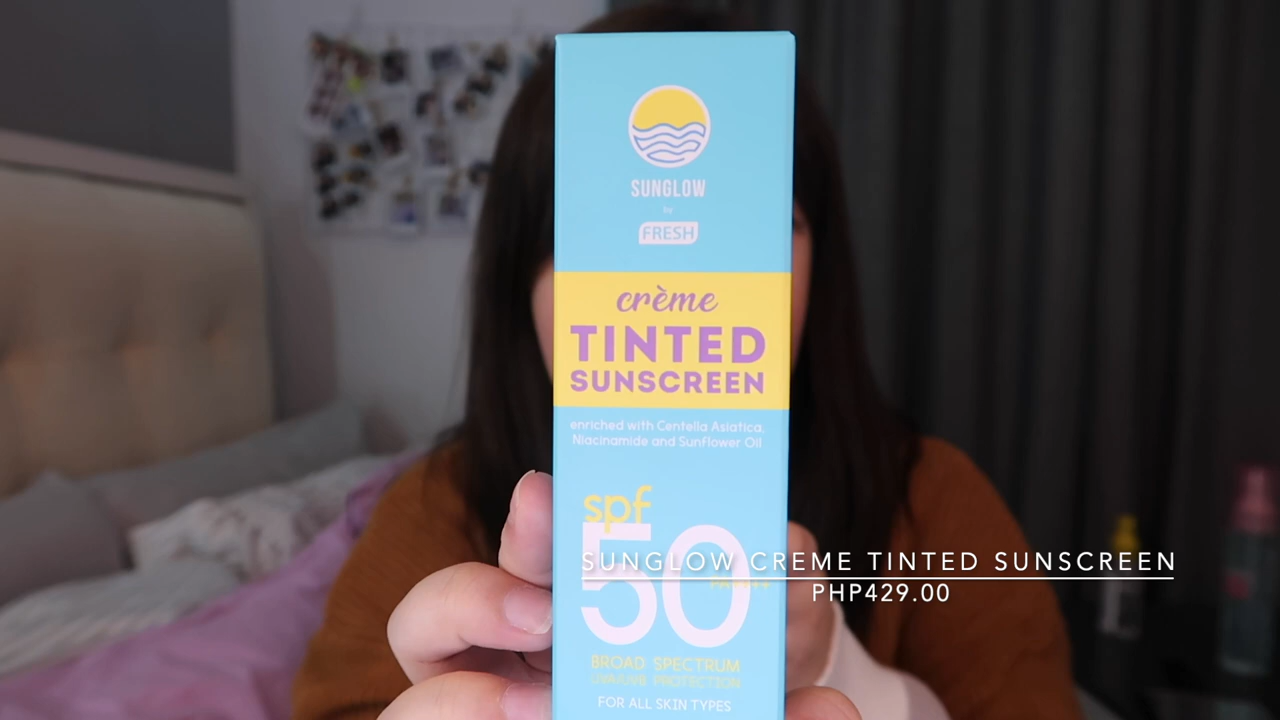 SUNGLOW
by
FRESH
crème
TINTED
SUNSCREEN
enriched with Centella Asiatica,
Niacinamide and Sunflower Oil
spf
50
SUNGLOW CREME TINTED SUNSCREEN
PHP429.00
BROAD SPECTRUM
UVA/UVB PROTECTION
FOR ALL SKIN TYPES